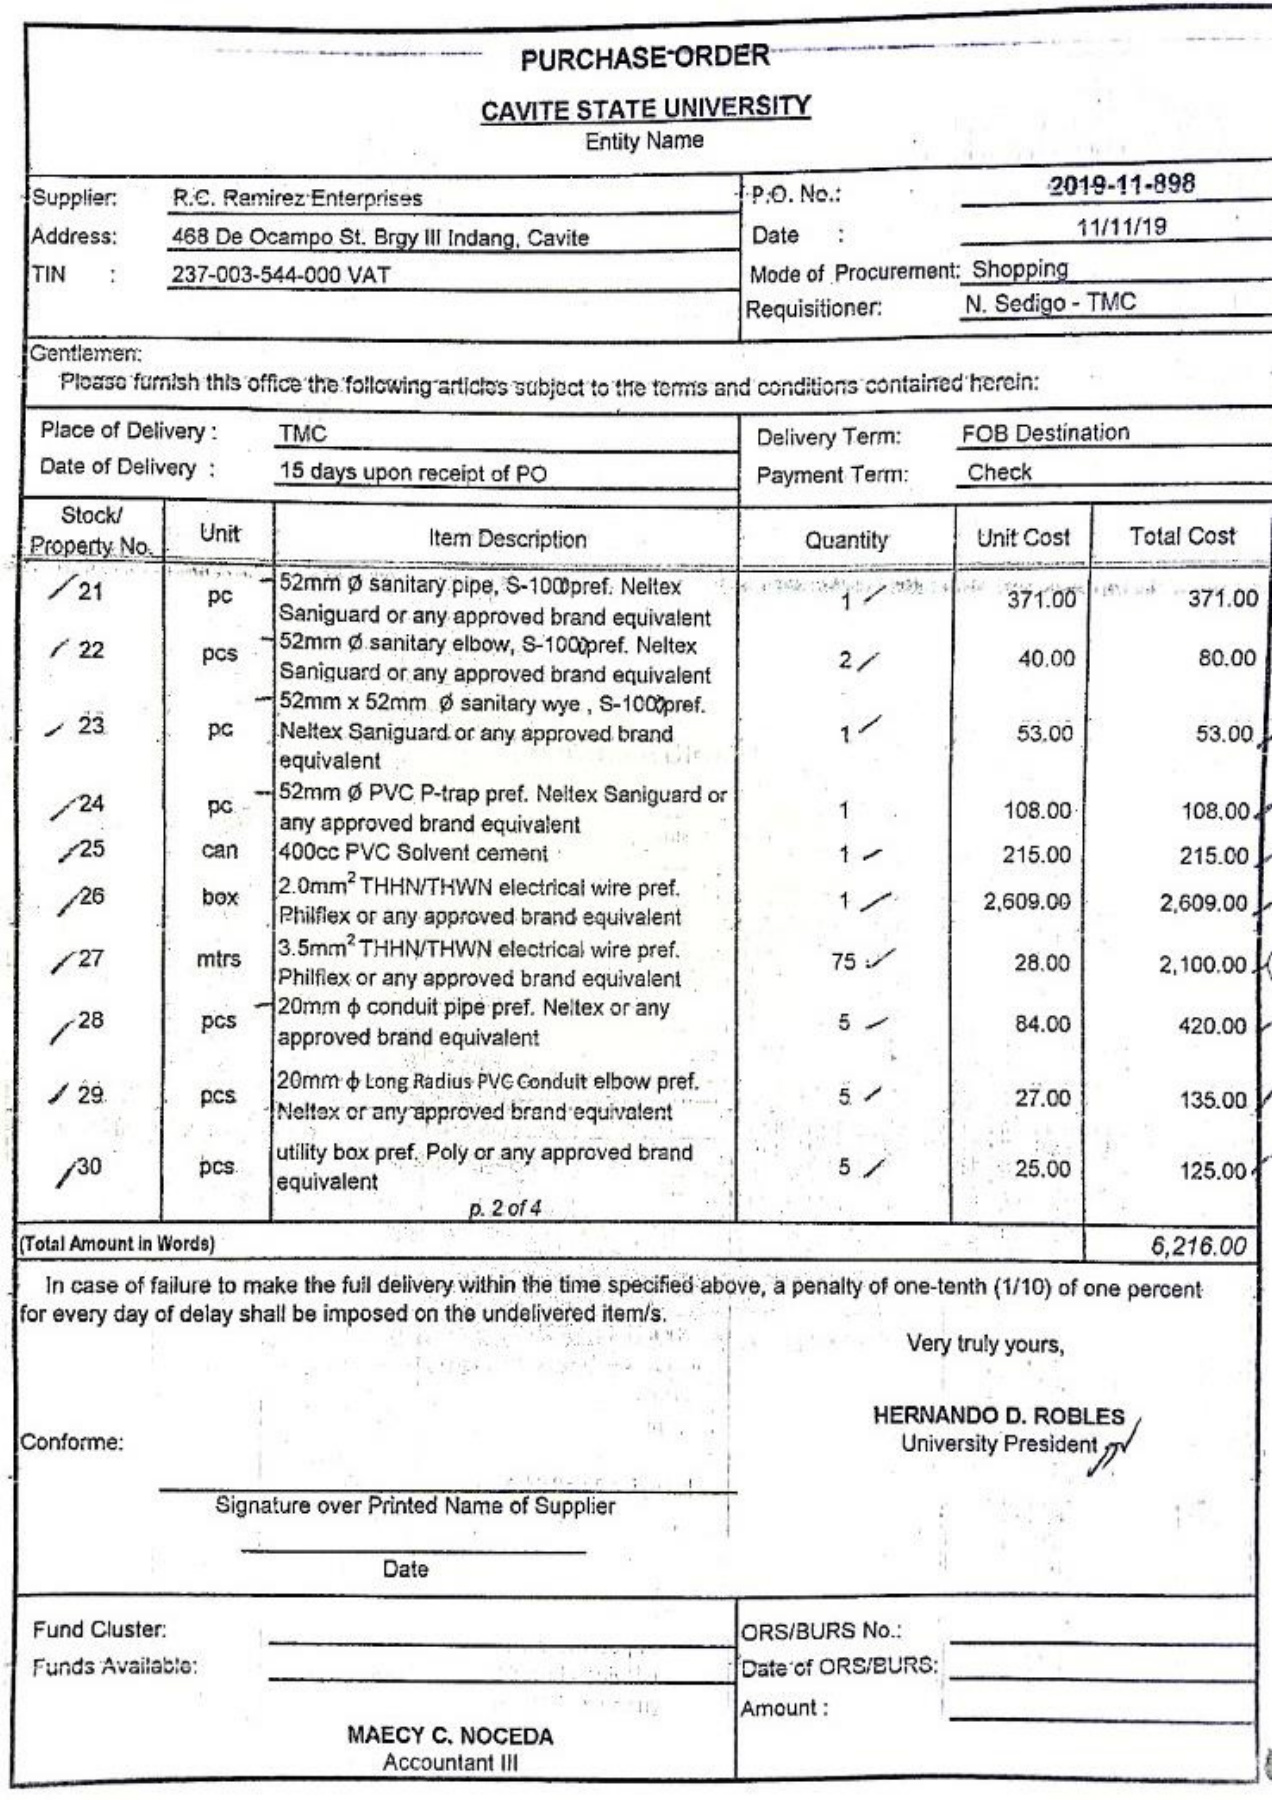 PURCHASE ORDER
CAVITE STATE UNIVERSITY
Entity Name
Supplier: R.C. Ramirez Enterprises
Address: 468 De Ocampo St. Brgy III Indang, Cavite
TIN : 237-003-544-000 VAT
P.O. No.: 2019-11-898
Date : 11/11/19
Mode of Procurement: Shopping
Requisitioner: N. Sedigo - TMC
Gentlemen:
Please furnish this office the following articles subject to the terms and conditions contained herein:
Place of Delivery : TMC
Date of Delivery : 15 days upon receipt of PO
Delivery Term: FOB Destination
Payment Term: Check
Stock/
Property No. Unit Item Description Quantity Unit Cost Total Cost
21 pc 52mm Ø sanitary pipe, S-1000 pref. Neltex
Saniguard or any approved brand equivalent 1 371.00 371.00
22 pcs 52mm Ø sanitary elbow, S-1000 pref. Neltex
Saniguard or any approved brand equivalent 2 40.00 80.00
23 pc 52mm x 52mm Ø sanitary wye , S-1000 pref.
Neltex Saniguard or any approved brand 1 53.00 53.00
equivalent
24 pc 52mm Ø PVC P-trap pref. Neltex Saniguard or
any approved brand equivalent 1 108.00 108.00
25 can 400cc PVC Solvent cement 1 215.00 215.00
26 box 2.0mm² THHN/THWN electrical wire pref.
Philflex or any approved brand equivalent 1 2,609.00 2,609.00
27 mtrs 3.5mm² THHN/THWN electrical wire pref.
Philflex or any approved brand equivalent 75 28.00 2,100.00
28 pcs 20mm ϕ conduit pipe pref. Neltex or any
approved brand equivalent 5 84.00 420.00
29 pcs 20mm ϕ Long Radius PVC Conduit elbow pref.
Neltex or any approved brand equivalent 5 27.00 135.00
30 pcs utility box pref. Poly or any approved brand
equivalent 5 25.00 125.00
p. 2 of 4
(Total Amount in Words) 6,216.00
In case of failure to make the full delivery within the time specified above, a penalty of one-tenth (1/10) of one percent
for every day of delay shall be imposed on the undelivered item/s.
Very truly yours,
HERNANDO D. ROBLES
University President
Conforme:
Signature over Printed Name of Supplier
Date
Fund Cluster:
Funds Available:
MAECY C. NOCEDA
Accountant III
ORS/BURS No.:
Date of ORS/BURS:
Amount :